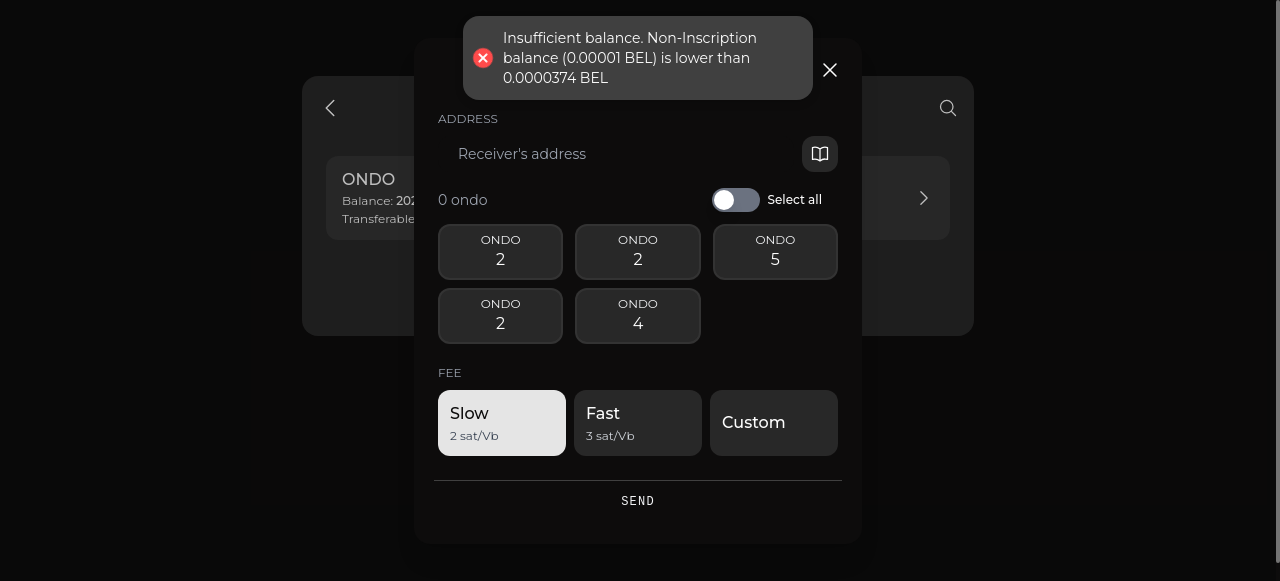 Insufficient balance. Non-Inscription
balance (0.00001 BEL) is lower than
0.0000374 BEL
ADDRESS
Receiver's address
ONDO
Balance: 202
Transferable
0 ondo
Select all
ONDO
2
ONDO
2
ONDO
5
ONDO
2
ONDO
4
FEE
Slow
2 sat/Vb
Fast
3 sat/Vb
Custom
SEND